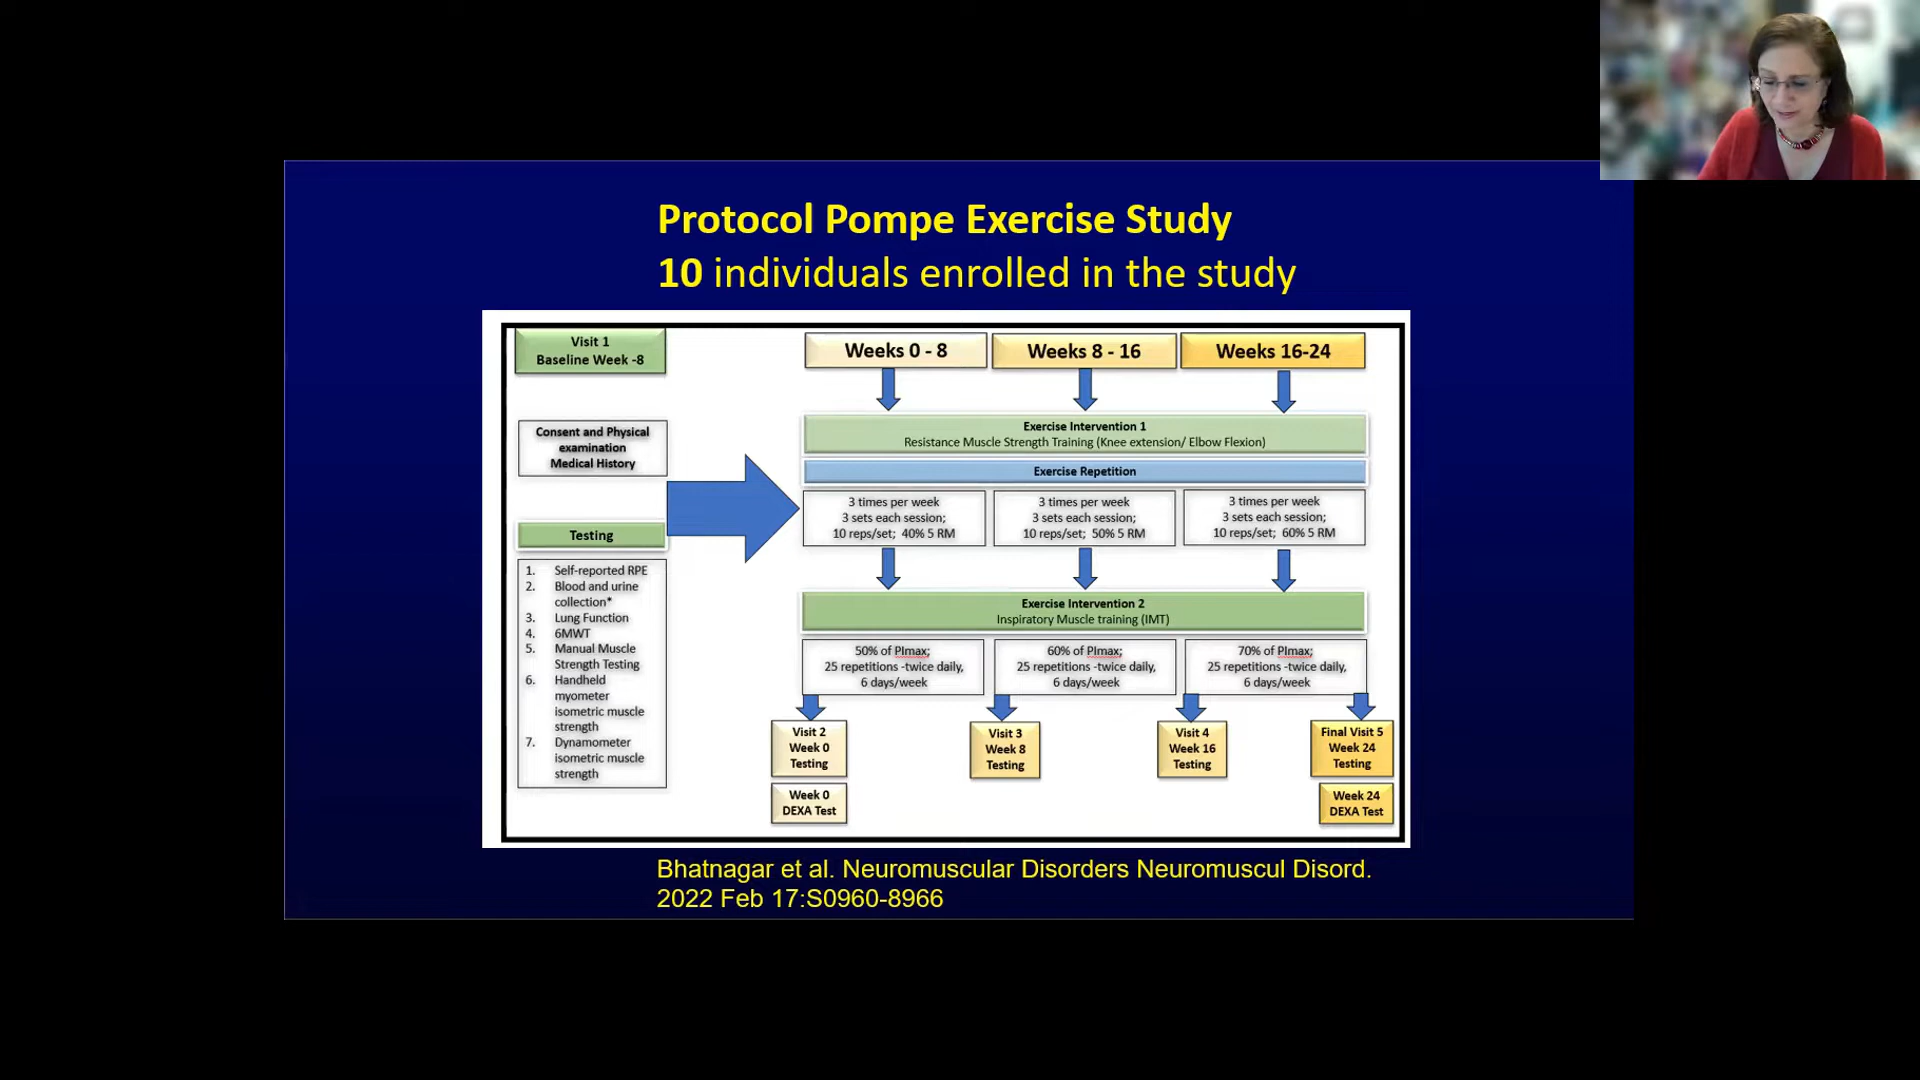 Protocol Pompe Exercise Study
10 individuals enrolled in the study
Visit 1
Baseline Week -8
Consent and Physical
examination
Medical History
Testing
1. Self-reported RPE
2. Blood and urine
collection*
3. Lung Function
4. 6MWT
5. Manual Muscle
Strength Testing
6. Handheld
myometer
isometric muscle
strength
7. Dynamometer
isometric muscle
strength
Weeks 0 - 8
Weeks 8 - 16
Weeks 16-24
Exercise Intervention 1
Resistance Muscle Strength Training (Knee extension/ Elbow Flexion)
Exercise Repetition
3 times per week
3 sets each session;
10 reps/set; 40% 5 RM
3 times per week
3 sets each session;
10 reps/set; 50% 5 RM
3 times per week
3 sets each session;
10 reps/set; 60% 5 RM
Exercise Intervention 2
Inspiratory Muscle training (IMT)
50% of PImax;
25 repetitions -twice daily,
6 days/week
60% of PImax;
25 repetitions -twice daily,
6 days/week
70% of PImax;
25 repetitions -twice daily,
6 days/week
Visit 2
Week 0
Testing
Week 0
DEXA Test
Visit 3
Week 8
Testing
Visit 4
Week 16
Testing
Final Visit 5
Week 24
Testing
Week 24
DEXA Test
Bhatnagar et al. Neuromuscular Disorders Neuromuscul Disord.
2022 Feb 17:S0960-8966